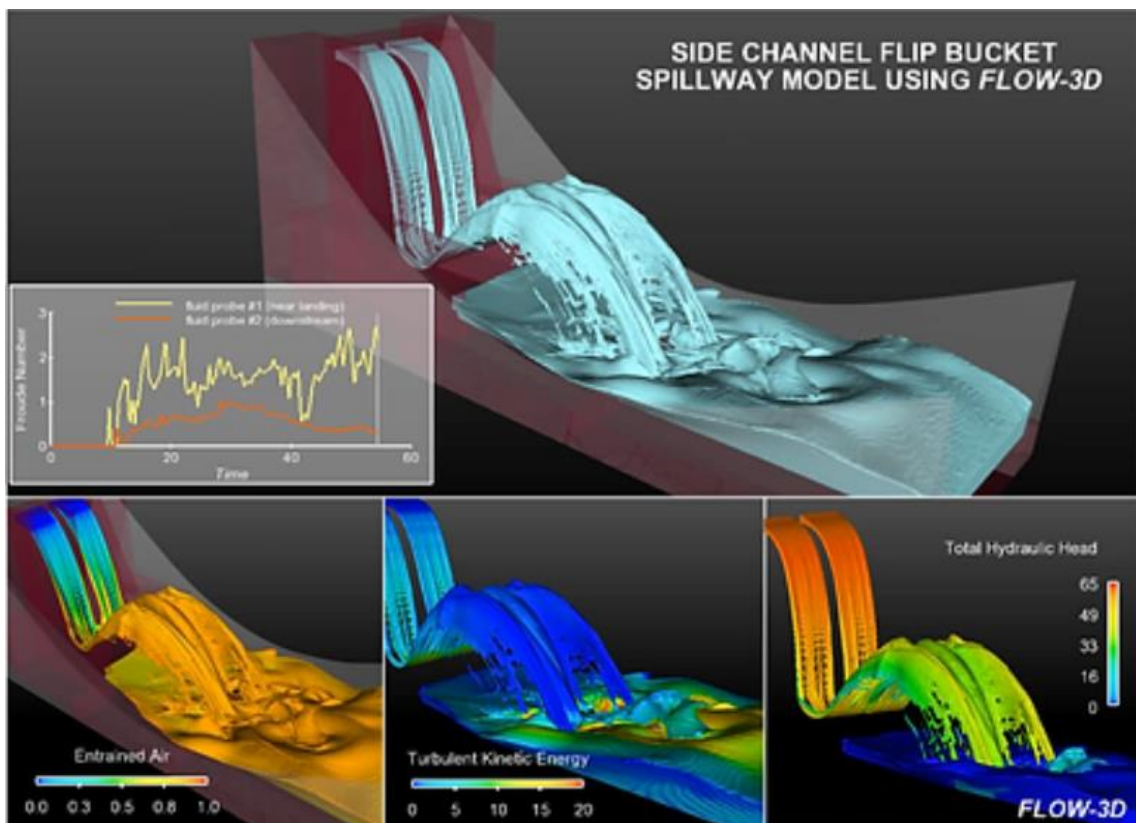 SIDE CHANNEL FLIP BUCKET
SPILLWAY MODEL USING FLOW-3D
fluid probe #1 (near landing)
fluid probe #2 (downstream)
Froude Number
3
2
1
0
0 20 40 60
Time
Entrained Air
0.0 0.3 0.5 0.8 1.0
Turbulent Kinetic Energy
0 5 10 15 20
Total Hydraulic Head
65
49
33
16
0
FLOW-3D